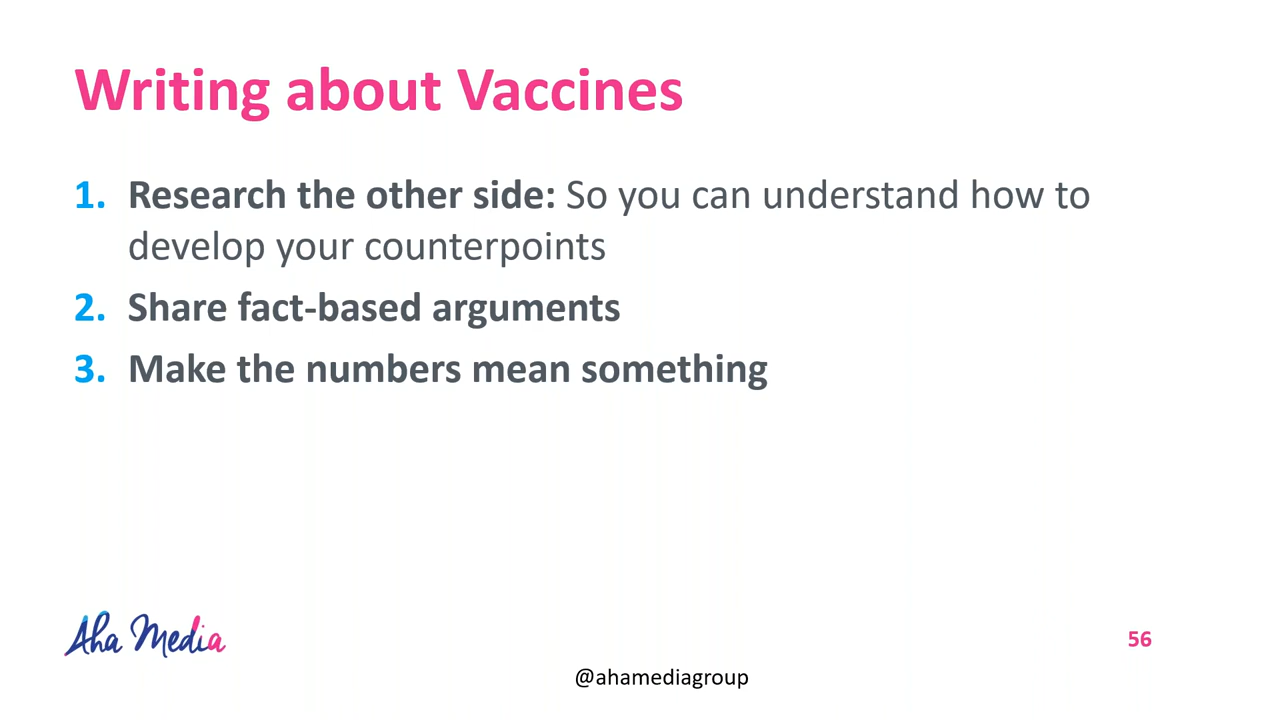 Writing about Vaccines
1. Research the other side: So you can understand how to
develop your counterpoints
2. Share fact-based arguments
3. Make the numbers mean something
Aha Media
56
@ahamediagroup